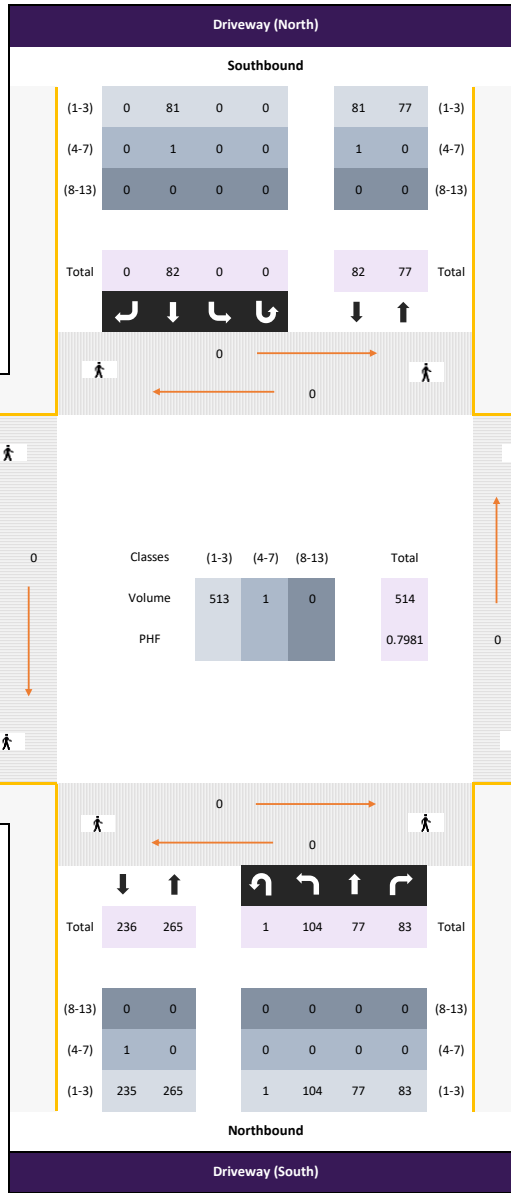 Driveway (North)
Southbound
(1-3) 0 81 0 0 81 77 (1-3)
(4-7) 0 1 0 0 1 0 (4-7)
(8-13) 0 0 0 0 0 0 (8-13)
Total 0 82 0 0 82 77 Total
0
0
0
Classes (1-3) (4-7) (8-13) Total
Volume 513 1 0 514
PHF 0.7981
0
0
0
Total 236 265 1 104 77 83 Total
(8-13) 0 0 0 0 0 0 (8-13)
(4-7) 1 0 0 0 0 0 (4-7)
(1-3) 235 265 1 104 77 83 (1-3)
Northbound
Driveway (South)